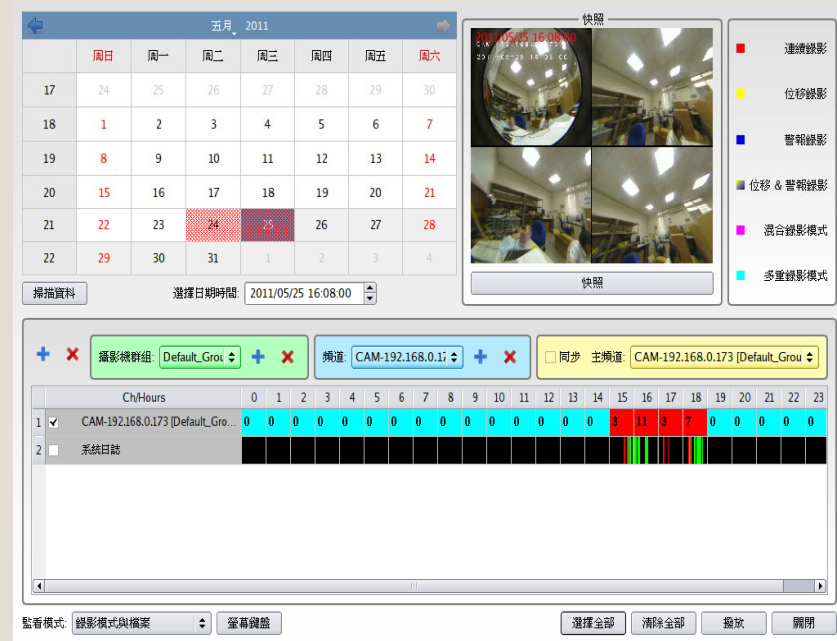 五月, 2011
周日 周一 周二 周三 周四 周五 周六
17 24 25 26 27 28 29 30
18 1 2 3 4 5 6 7
19 8 9 10 11 12 13 14
20 15 16 17 18 19 20 21
21 22 23 24 25 26 27 28
22 29 30 31 1 2 3 4
掃描資料 選擇日期時間: 2011/05/25 16:08:00
快照
2011/05/25 16:08:00
快照
連續錄影
位移錄影
警報錄影
位移 & 警報錄影
混合錄影模式
多重錄影模式
攝影機群組: Default_Grou 頻道: CAM-192.168.0.17 同步 主頻道: CAM-192.168.0.173 [Default_Grou
Ch/Hours 0 1 2 3 4 5 6 7 8 9 10 11 12 13 14 15 16 17 18 19 20 21 22 23
1 CAM-192.168.0.173 [Default_Gro... 0 0 0 0 0 0 0 0 0 0 0 0 0 0 0 3 11 3 7 0 0 0 0 0
2 系統日誌
監看模式: 錄影模式與檔案 螢幕鍵盤 選擇全部 清除全部 撥放 關閉